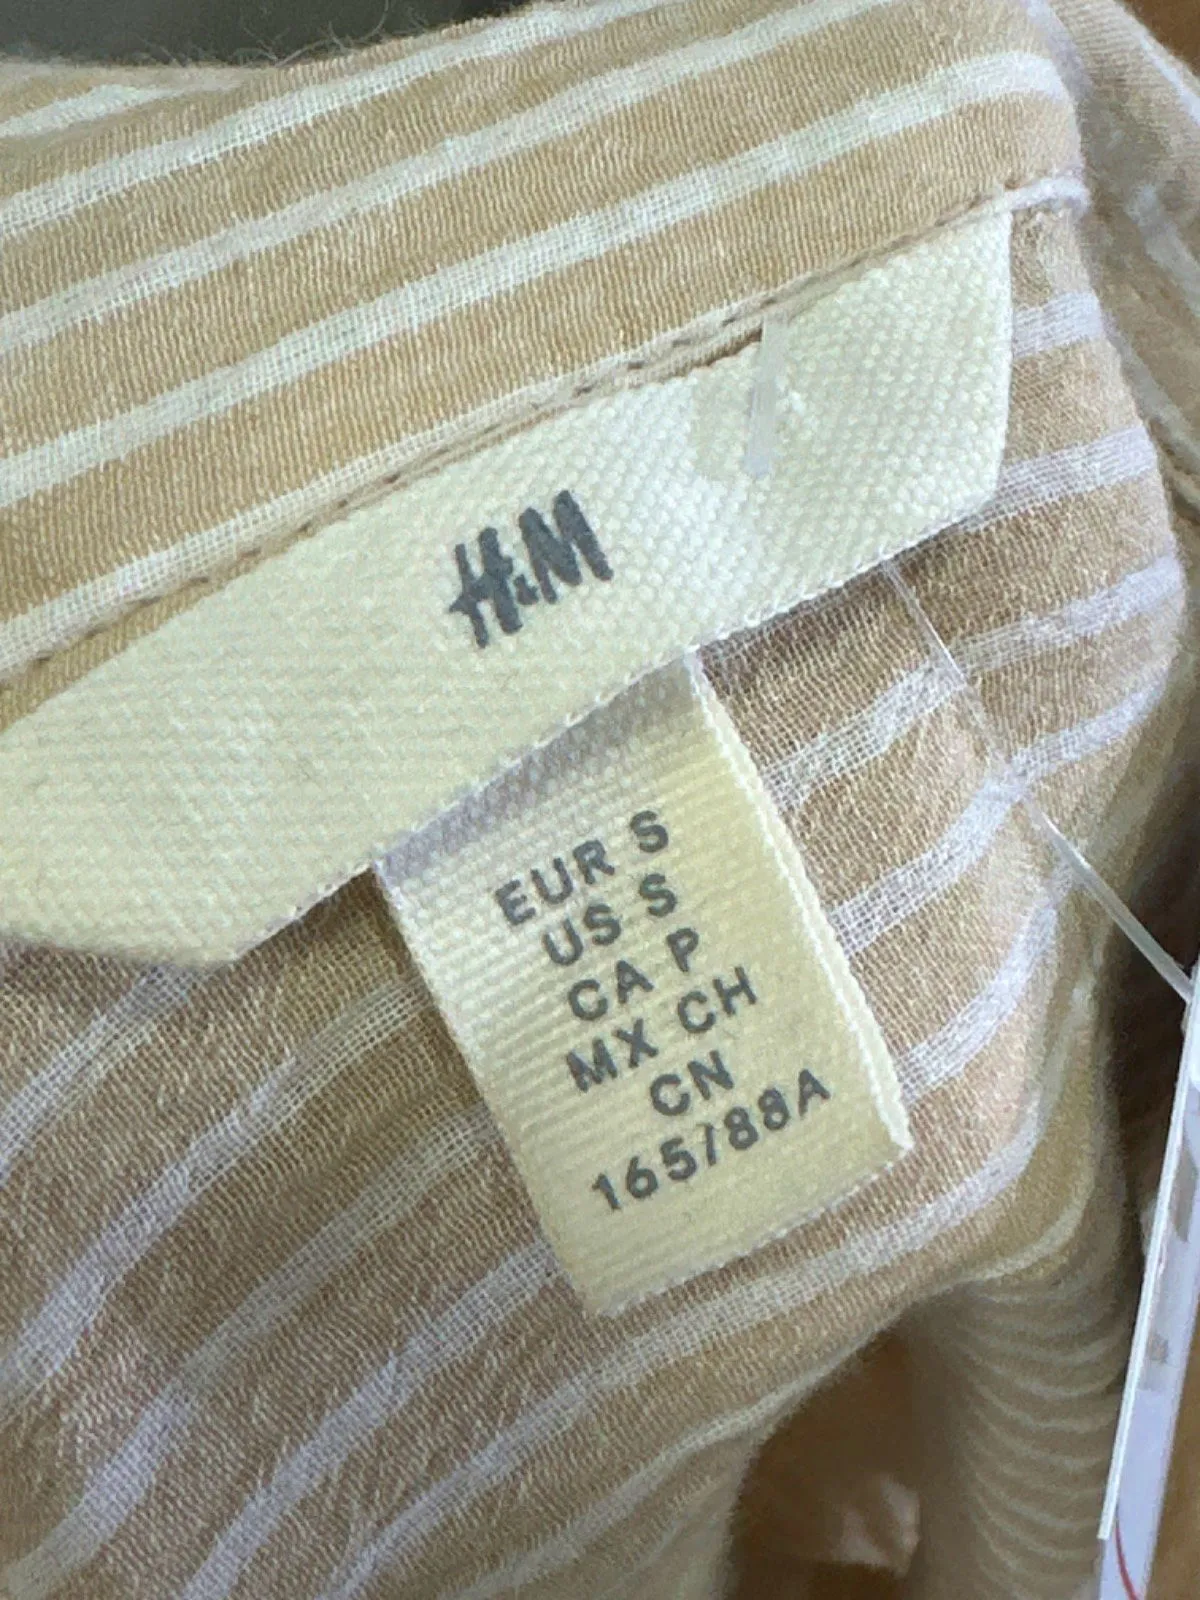 H&M
EUR S
US S
CA P
MX CH
CN
165/88A